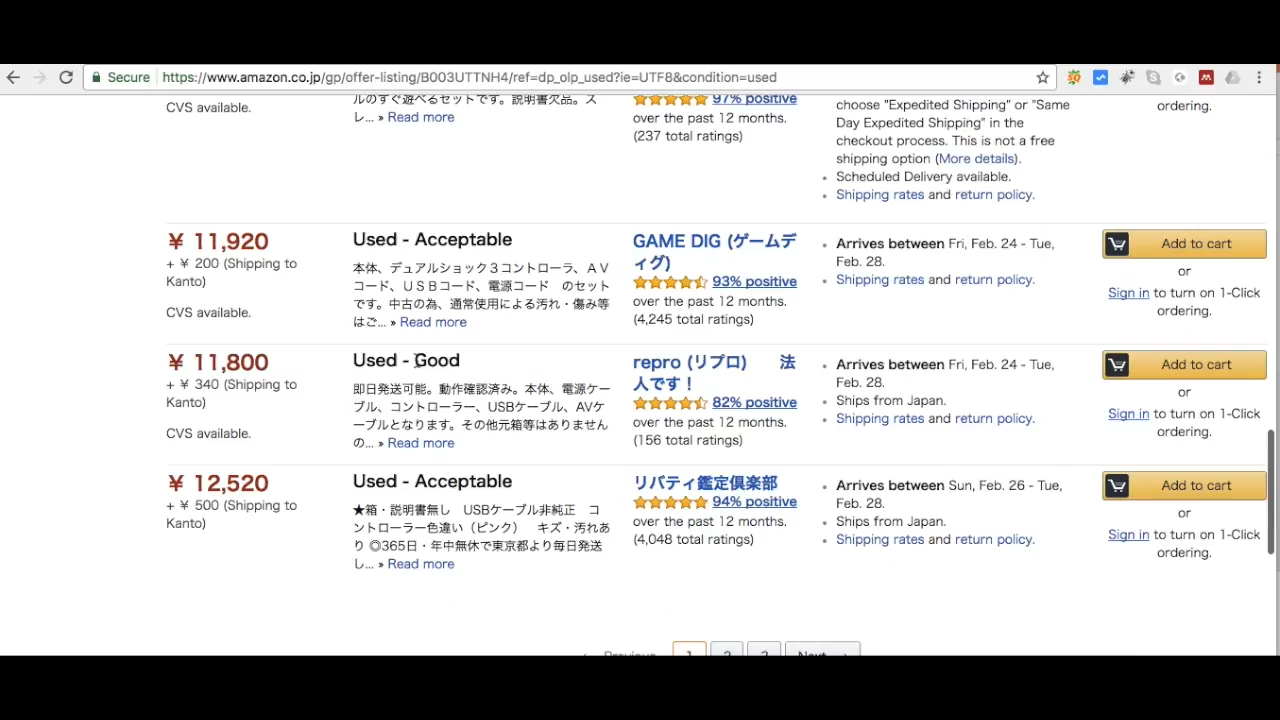 Secure https://www.amazon.co.jp/gp/offer-listing/B003UTTNH4/ref=dp_olp_used?ie=UTF8&condition=used
CVS available.
ルのすぐ遊べるセットです。説明書欠品。ス
レ... » Read more
97% positive
over the past 12 months.
(237 total ratings)
choose "Expedited Shipping" or "Same
Day Expedited Shipping" in the
checkout process. This is not a free
shipping option (More details).
Scheduled Delivery available.
Shipping rates and return policy.
ordering.
¥ 11,920
+ ¥ 200 (Shipping to
Kanto)
CVS available.
Used - Acceptable
本体、デュアルショック３コントローラ、ＡＶ
コード、ＵＳＢコード、電源コード　のセット
です。中古の為、通常使用による汚れ・傷み等
はご... » Read more
GAME DIG (ゲームデ
ィグ)
93% positive
over the past 12 months.
(4,245 total ratings)
Arrives between Fri, Feb. 24 - Tue,
Feb. 28.
Shipping rates and return policy.
Add to cart
or
Sign in to turn on 1-Click
ordering.
¥ 11,800
+ ¥ 340 (Shipping to
Kanto)
CVS available.
Used - Good
即日発送可能。動作確認済み。本体、電源ケー
ブル、コントローラー、USBケーブル、AVケ
ーブルとなります。その他元箱等はありません
の... » Read more
repro (リプロ)　　法
人です！
82% positive
over the past 12 months.
(156 total ratings)
Arrives between Fri, Feb. 24 - Tue,
Feb. 28.
Ships from Japan.
Shipping rates and return policy.
Add to cart
or
Sign in to turn on 1-Click
ordering.
¥ 12,520
+ ¥ 500 (Shipping to
Kanto)
Used - Acceptable
★箱・説明書無し　USBケーブル非純正　コ
ントローラー色違い（ピンク）　キズ・汚れあ
り ◎365日・年中無休で東京都より毎日発送
し... » Read more
リバティ鑑定倶楽部
94% positive
over the past 12 months.
(4,048 total ratings)
Arrives between Sun, Feb. 26 - Tue,
Feb. 28.
Ships from Japan.
Shipping rates and return policy.
Add to cart
or
Sign in to turn on 1-Click
ordering.
Previous 1 2 3 Next